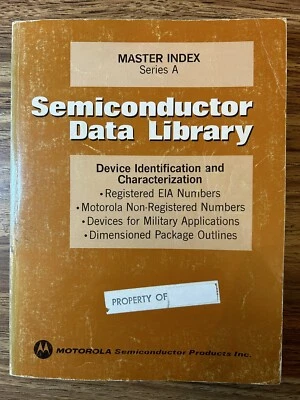 MASTER INDEX
Series A
Semiconductor
Data Library
Device Identification and
Characterization
• Registered EIA Numbers
• Motorola Non-Registered Numbers
• Devices for Military Applications
• Dimensioned Package Outlines
PROPERTY OF
MOTOROLA Semiconductor Products Inc.